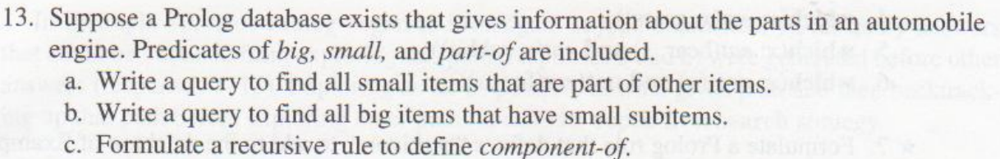 13. Suppose a Prolog database exists that gives information about the parts in an automobile
engine. Predicates of big, small, and part-of are included.
a. Write a query to find all small items that are part of other items.
b. Write a query to find all big items that have small subitems.
c. Formulate a recursive rule to define component-of.